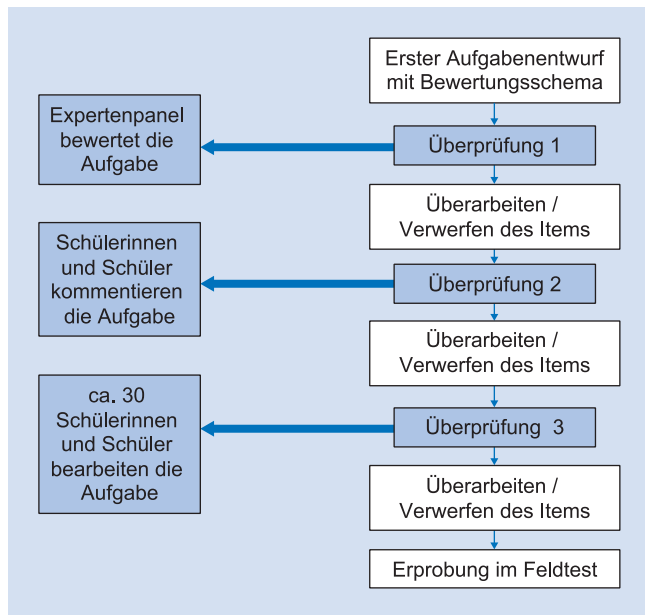 Erster Aufgabenentwurf
mit Bewertungsschema
Expertenpanel
bewertet die
Aufgabe
Überprüfung 1
Überarbeiten /
Verwerfen des Items
Schülerinnen
und Schüler
kommentieren
die Aufgabe
Überprüfung 2
Überarbeiten /
Verwerfen des Items
ca. 30
Schülerinnen
und Schüler
bearbeiten die
Aufgabe
Überprüfung 3
Überarbeiten /
Verwerfen des Items
Erprobung im Feldtest